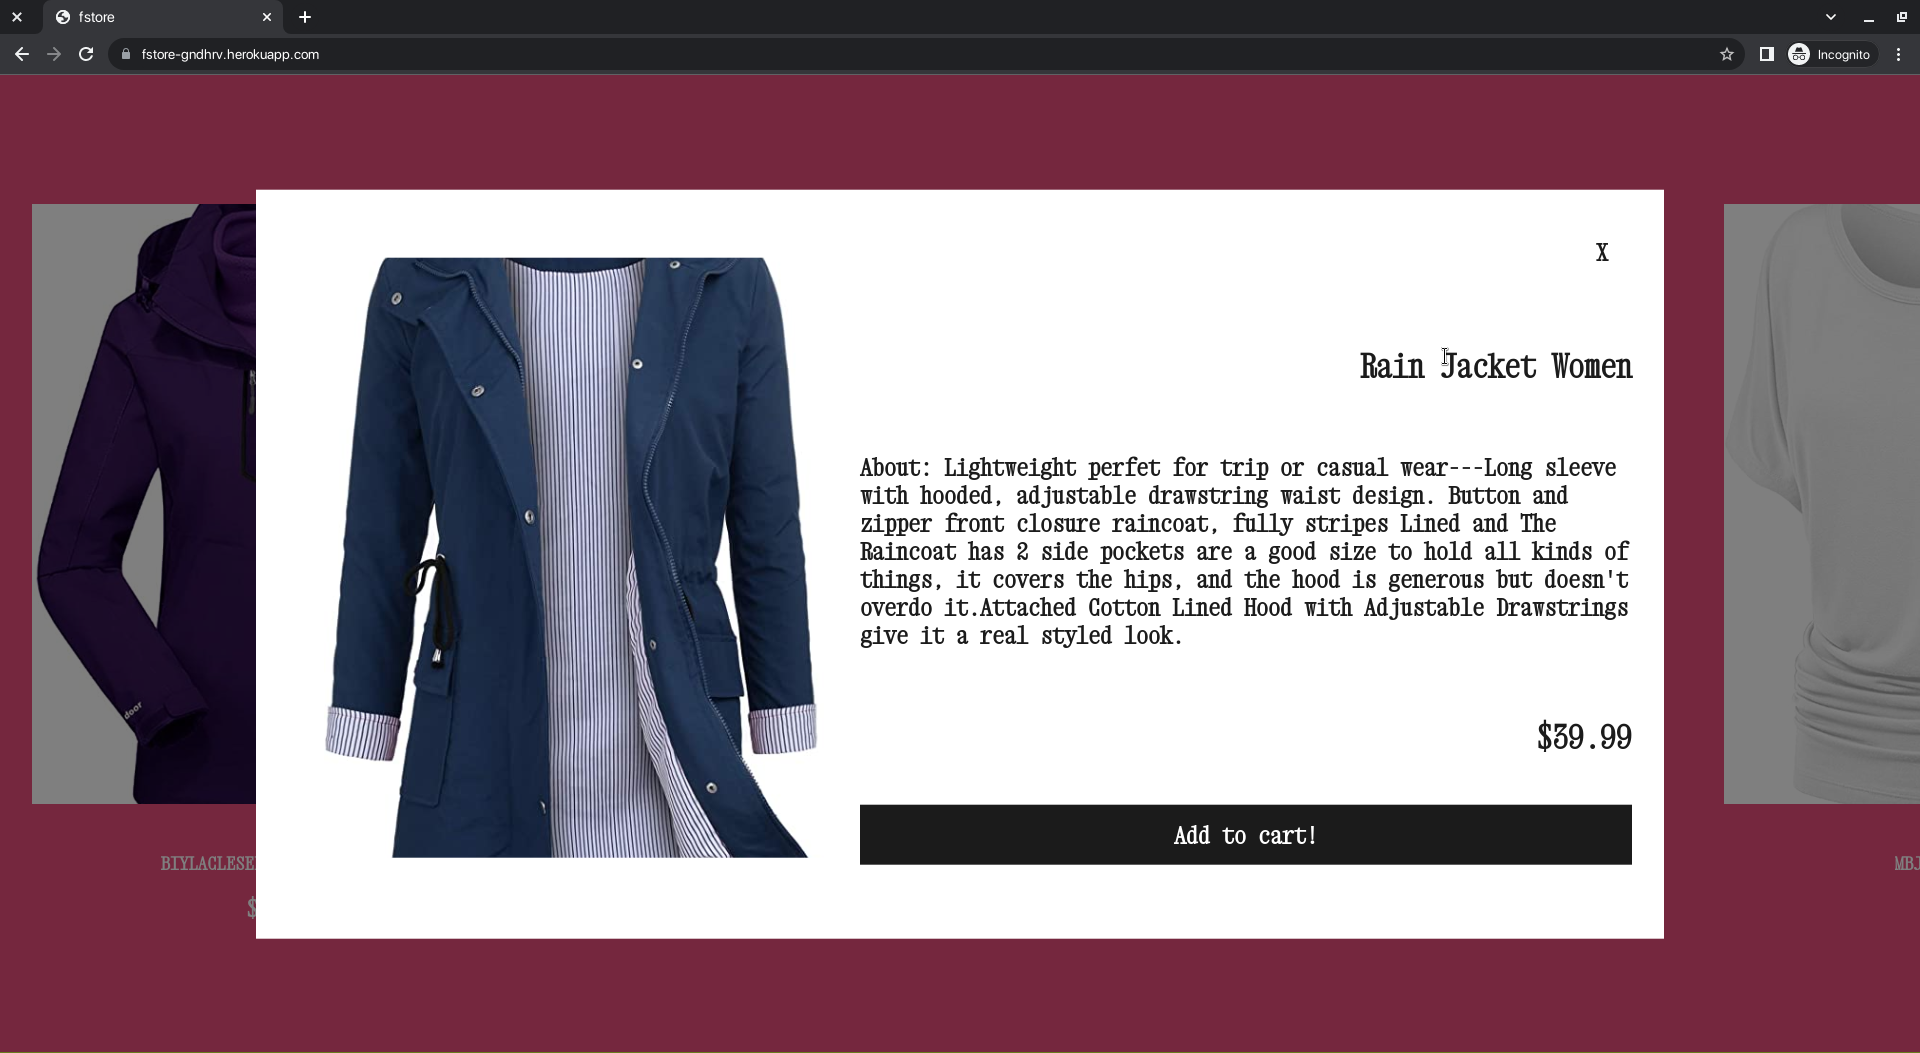 fstore
fstore-gndhrv.herokuapp.com
Incognito
X
Rain Jacket Women
About: Lightweight perfet for trip or casual wear---Long sleeve
with hooded, adjustable drawstring waist design. Button and
zipper front closure raincoat, fully stripes Lined and The
Raincoat has 2 side pockets are a good size to hold all kinds of
things, it covers the hips, and the hood is generous but doesn't
overdo it.Attached Cotton Lined Hood with Adjustable Drawstrings
give it a real styled look.
$39.99
Add to cart!
door
BIYLACLESE
$
MBJ